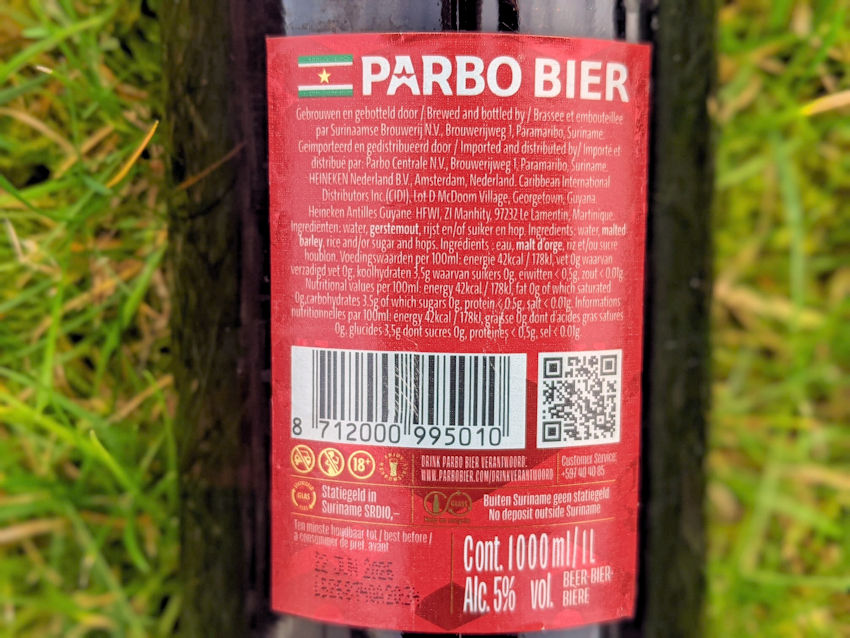 PARBO BIER
Gebrouwen en gebotteld door / Brewed and bottled by / Brassée et embouteillée
par Surinaamse Brouwerij N.V., Brouwerijweg 1, Paramaribo, Suriname.
Geïmporteerd en gedistribueerd door / Imported and distributed by / Importé et
distribué par: Parbo Centrale N.V., Brouwerijweg 1, Paramaribo, Suriname.
HEINEKEN Nederland B.V., Amsterdam, Nederland. Caribbean International
Distributors Inc.(CIDI), Lot D McDoom Village, Georgetown, Guyana.
Heineken Antilles Guyane: HFWI, ZI Manhity, 97232 Le Lamentin, Martinique.
Ingrediënten: water, gerstemout, rijst en/of suiker en hop. Ingredients: water, malted
barley, rice and/or sugar and hops. Ingrédients : eau, malt d'orge, riz et/ou sucre
houblon. Voedingswaarden per 100ml: energie 42kcal / 178kJ, vet 0g waarvan
verzadigd vet 0g, koolhydraten 3,5g waarvan suikers 0g, eiwitten < 0,5g, zout < 0.01g.
Nutritional values per 100ml: energy 42kcal / 178kJ, fat 0g of which saturated
0g, carbohydrates 3.5g of which sugars 0g, protein < 0.5g, salt < 0.01g. Informations
nutritionnelles par 100ml: energy 42kcal / 178kJ, graisse 0g dont d'acides gras saturés
0g, glucides 3,5g dont sucres 0g, protéines < 0,5g, sel < 0.01g
8 712000 995010
18+
DRINK PARBO BIER VERANTWOORD.
WWW.PARBOBIER.COM/DRINKVERANTWOORD
Customer Service:
+597 40 40 85
GLAS
Statiegeld in
Suriname SRD10,–
GLASS
Buiten Suriname geen statiegeld
No deposit outside Suriname
Ten minste houdbaar tot / best before /
à consommer de préf. avant
Cont. 1000ml/1L
Alc. 5% vol.
BEER-BIER-
BIÈRE